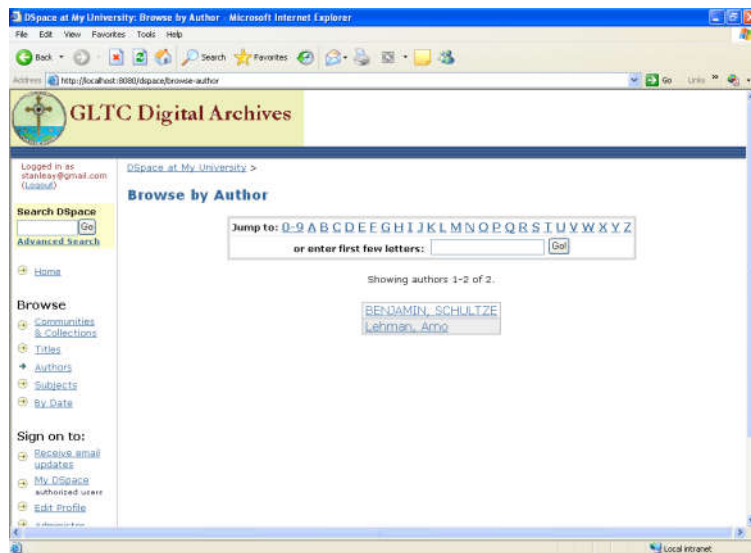 DSpace at My University: Browse by Author - Microsoft Internet Explorer
File Edit View Favorites Tools Help
Back Search Favorites
Address http://localhost:8080/dspace/browse-author Go Links »
GLTC Digital Archives
Logged in as
stanleay@gmail.com
(Logout)
Search DSpace
Go
Advanced Search
Home
Browse
Communities
& Collections
Titles
Authors
Subjects
By Date
Sign on to:
Receive email
updates
My DSpace
authorized users
Edit Profile
DSpace at My University >
Browse by Author
Jump to: 0-9 A B C D E F G H I J K L M N O P Q R S T U V W X Y Z
or enter first few letters: Go!
Showing authors 1-2 of 2.
BENJAMIN, SCHULTZE
Lehman, Arno
Local intranet